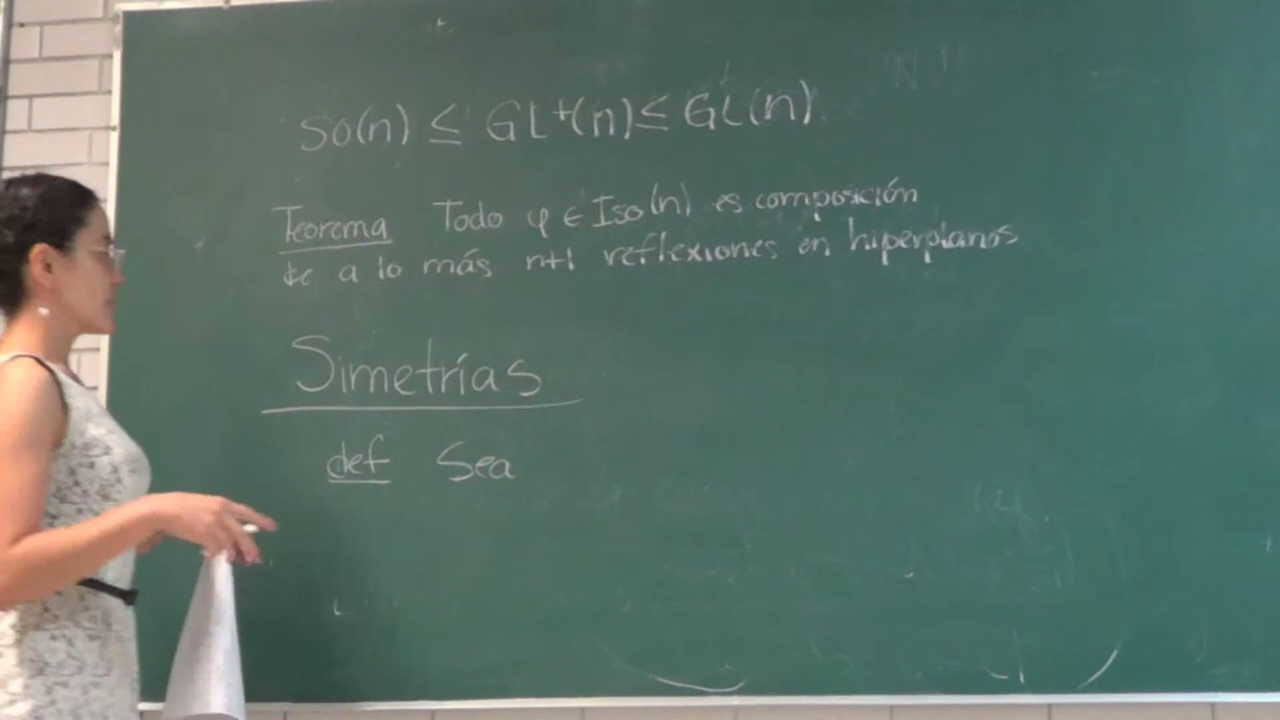 SO(n) ≤ GL⁺(n) ≤ GL(n)
Teorema Todo φ ∈ Iso(n) es composición
de a lo más n+1 reflexiones en hiperplanos
Simetrías
def Sea